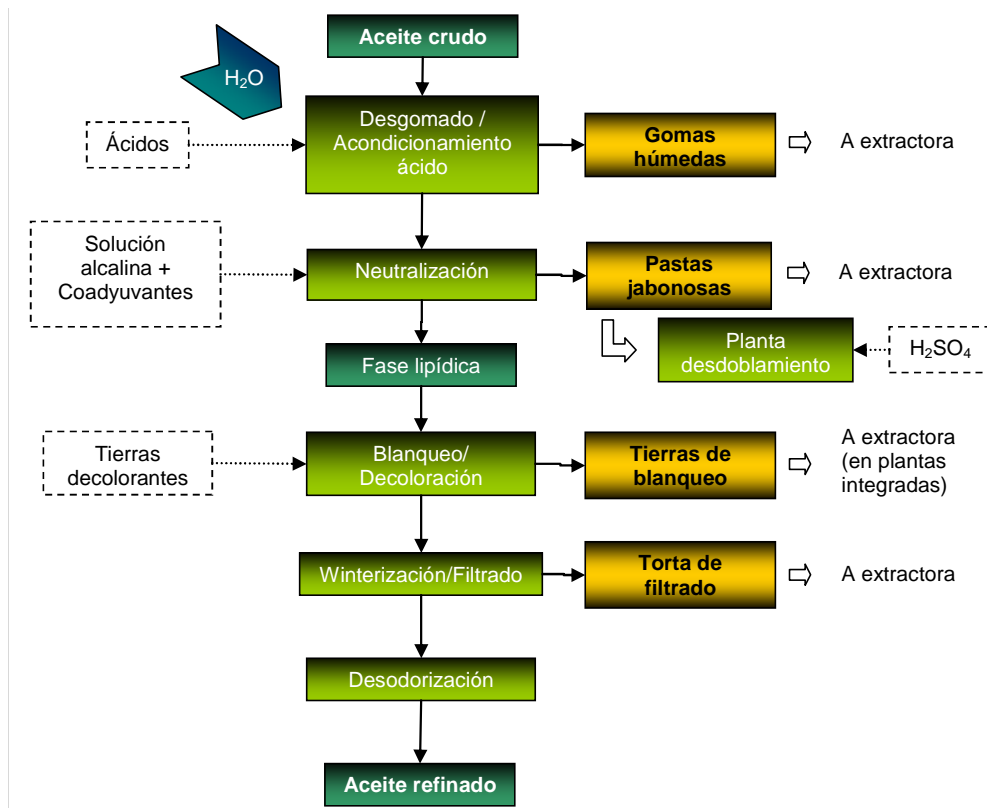 Aceite crudo
H₂O
Ácidos
Desgomado /
Acondicionamiento
ácido
Gomas
húmedas
A extractora
Solución
alcalina +
Coadyuvantes
Neutralización
Pastas
jabonosas
A extractora
Planta
desdoblamiento
H₂SO₄
Fase lipídica
Tierras
decolorantes
Blanqueo/
Decoloración
Tierras de
blanqueo
A extractora
(en plantas
integradas)
Winterización/Filtrado
Torta de
filtrado
A extractora
Desodorización
Aceite refinado